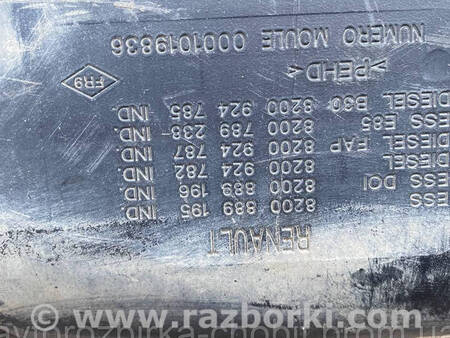 RENAULT
ESS 8200 889 195 IND.
ESS DOI 8200 889 196 IND.
DIESEL 8200 924 782 IND.
DIESEL FAP 8200 924 787 IND.
ESS E85 8200 789 238 IND.
DIESEL B30 8200 924 785 IND.
>PEHD<
FR9
NUMERO MOULE 0001019836
www.razborki.com